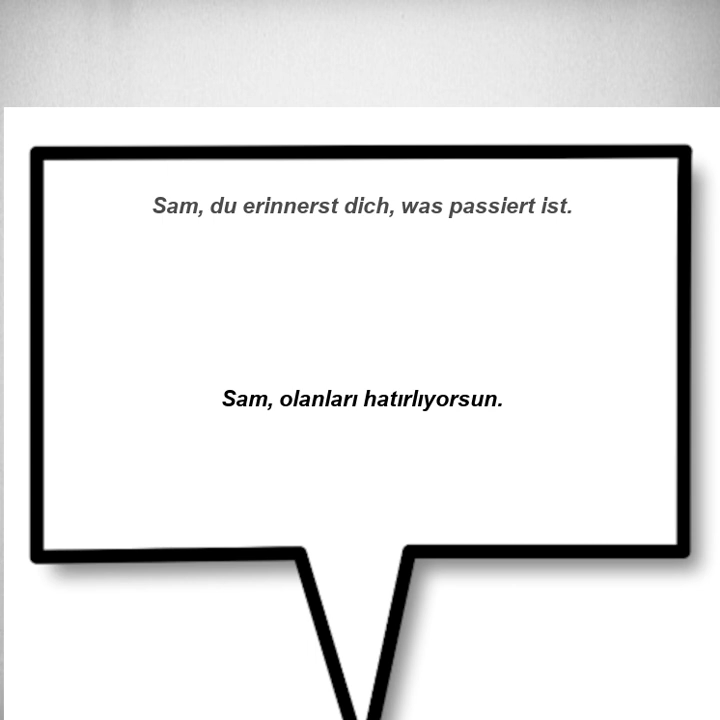 Sam, du erinnerst dich, was passiert ist.
Sam, olanları hatırlıyorsun.